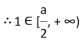 ∴ 1 ∈ [a/2, +∞)